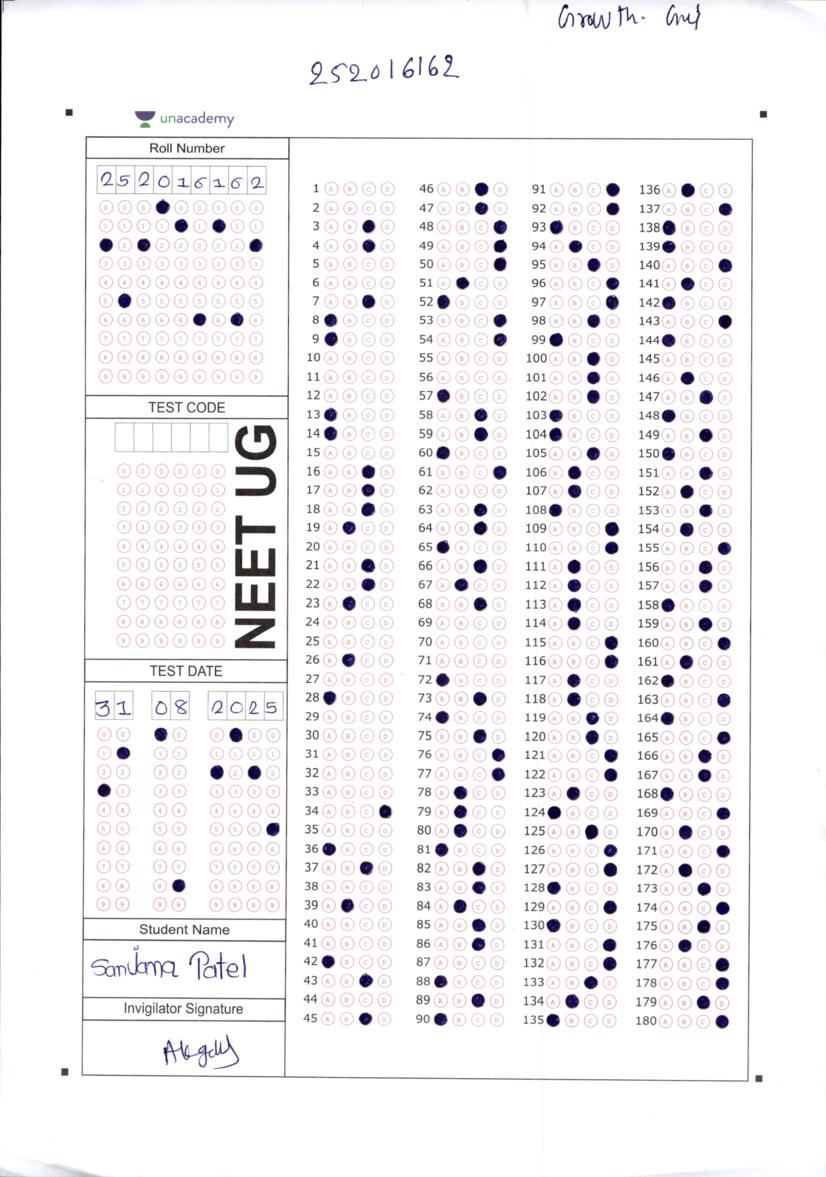 Growth.
252016162
unacademy
Roll Number
2 5 2 0 1 6 1 6 2
TEST CODE
NEET UG
TEST DATE
3 1 0 8 2 0 2 5
Student Name
Sanjana Patel
Invigilator Signature
1 A B C D 46 A B D 91 A B C 136 A C D
2 A B C D 47 A B D 92 A B C 137 A B C
3 A B D 48 A B C 93 B C D 138 B C D
4 A B D 49 A B C 94 A C D 139 B C D
5 A B C D 50 A B C 95 A B D 140 A B C
6 A B C D 51 A C D 96 A B C 141 A C D
7 A B D 52 B C D 97 A B C 142 B C D
8 B C D 53 A B C 98 A B D 143 A B C
9 B C D 54 A B C 99 B C D 144 B C D
10 A B C D 55 A B C D 100 A B D 145 A B C D
11 A B C D 56 A B C D 101 A B D 146 A C D
12 A B C D 57 B C D 102 A B D 147 A B D
13 B C D 58 A B D 103 B C D 148 B C D
14 B C D 59 A B D 104 B C D 149 A B D
15 A B C D 60 B C D 105 A B D 150 B C D
16 A B D 61 A B C 106 A C D 151 A B D
17 A B D 62 A B C D 107 A C D 152 A C D
18 A B D 63 A B D 108 B C D 153 A B D
19 A C D 64 A B D 109 A B C 154 A C D
20 A B C D 65 B C D 110 A B C 155 A B C
21 A B D 66 A B D 111 A C D 156 A B D
22 A B D 67 A C D 112 A C D 157 A B D
23 A C D 68 A B D 113 A C D 158 B C D
24 A B C D 69 A B C D 114 A C D 159 A B D
25 A B C D 70 A B C D 115 A B C 160 A B C
26 A C D 71 A B C D 116 A B C 161 A C D
27 A B C D 72 B C D 117 A C D 162 B C D
28 B C D 73 A B D 118 A C D 163 A B C
29 A B C D 74 B C D 119 A B D 164 B C D
30 A B C D 75 A B D 120 A B D 165 A B C
31 A B C D 76 A B C 121 A B C 166 A B D
32 A B C D 77 A B C 122 A B C 167 A B D
33 A B C D 78 A C D 123 A C D 168 B C D
34 A B C 79 A C D 124 B C D 169 A B C
35 A B C D 80 A C D 125 A B D 170 A C D
36 B C D 81 B C D 126 A B C 171 A B C
37 A B D 82 A B D 127 A B C 172 A C D
38 A B C D 83 A B D 128 B C D 173 A B D
39 A C D 84 A C D 129 A B C 174 A B C
40 A B C D 85 A B D 130 B C D 175 A B D
41 A B C D 86 A B D 131 A B C 176 A C D
42 B C D 87 A B C D 132 A B C 177 A B C
43 A B D 88 B C D 133 A B D 178 A B C
44 A B C D 89 A B D 134 A C D 179 A B D
45 A B D 90 B C D 135 B C D 180 A B C